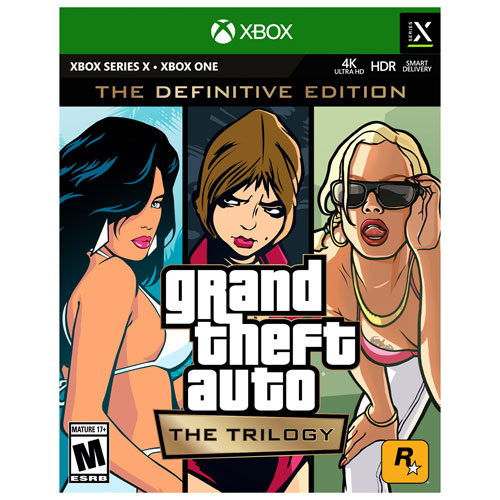 XBOX
SERIES X
XBOX SERIES X • XBOX ONE
4K ULTRA HD
HDR
SMART DELIVERY
THE DEFINITIVE EDITION
grand
theft
auto
THE TRILOGY
MATURE 17+
M
ESRB
R★